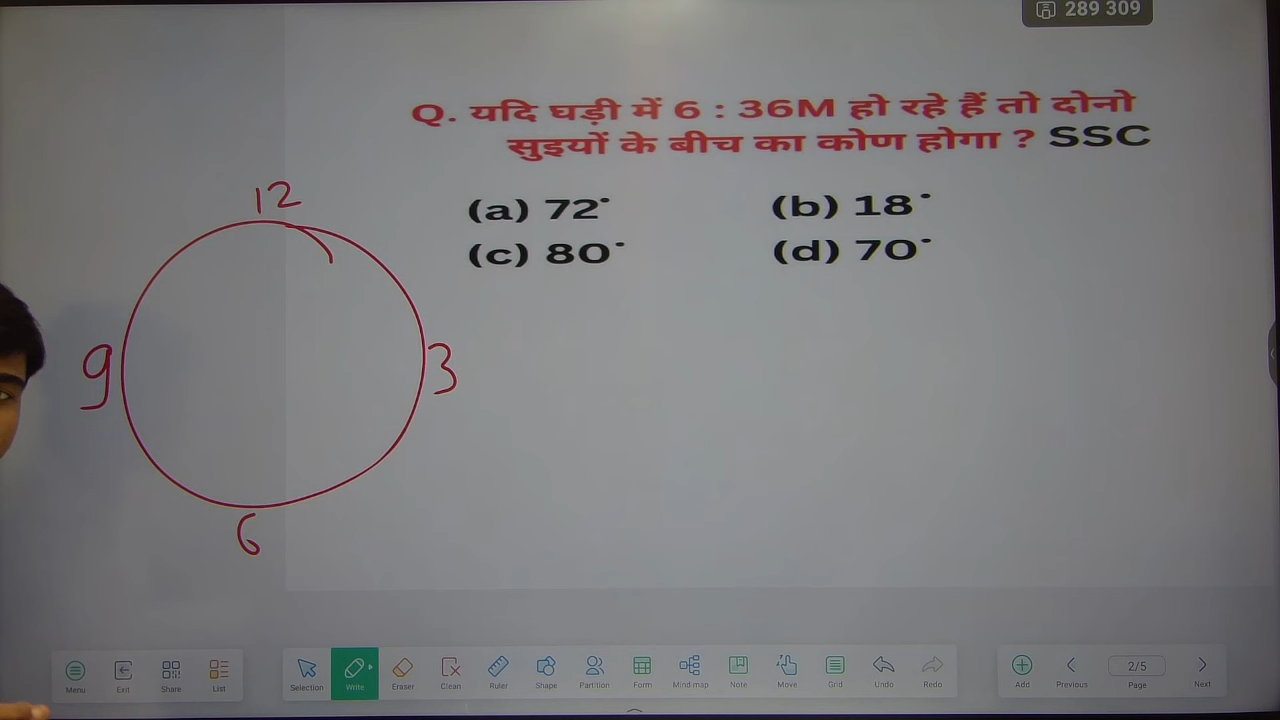 289 309
Q. यदि घड़ी में 6 : 36M हो रहे हैं तो दोनो
सुइयों के बीच का कोण होगा ? SSC
(a) 72° (b) 18°
(c) 80° (d) 70°
12
9 3
6
Menu Exit Share List Selection Write Eraser Clean Ruler Shape Partition Form Mind map Note Move Grid Undo Redo Add Previous 2/5 Page Next